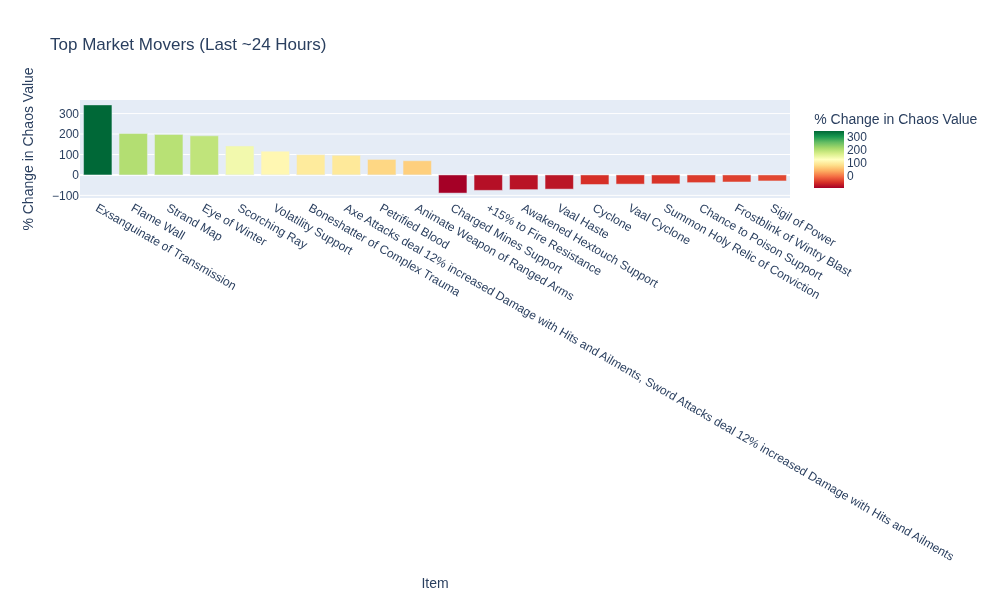 Top Market Movers (Last ~24 Hours)
% Change in Chaos Value
300
200
100
0
−100
Exsanguinate of Transmission
Flame Wall
Strand Map
Eye of Winter
Scorching Ray
Volatility Support
Boneshatter of Complex Trauma
Axe Attacks deal 12% increased Damage with Hits and Ailments, Sword Attacks deal 12% increased Damage with Hits and Ailments
Petrified Blood
Animate Weapon of Ranged Arms
Charged Mines Support
+15% to Fire Resistance
Awakened Hextouch Support
Vaal Haste
Cyclone
Vaal Cyclone
Summon Holy Relic of Conviction
Chance to Poison Support
Frostblink of Wintry Blast
Sigil of Power
Item
% Change in Chaos Value
300
200
100
0